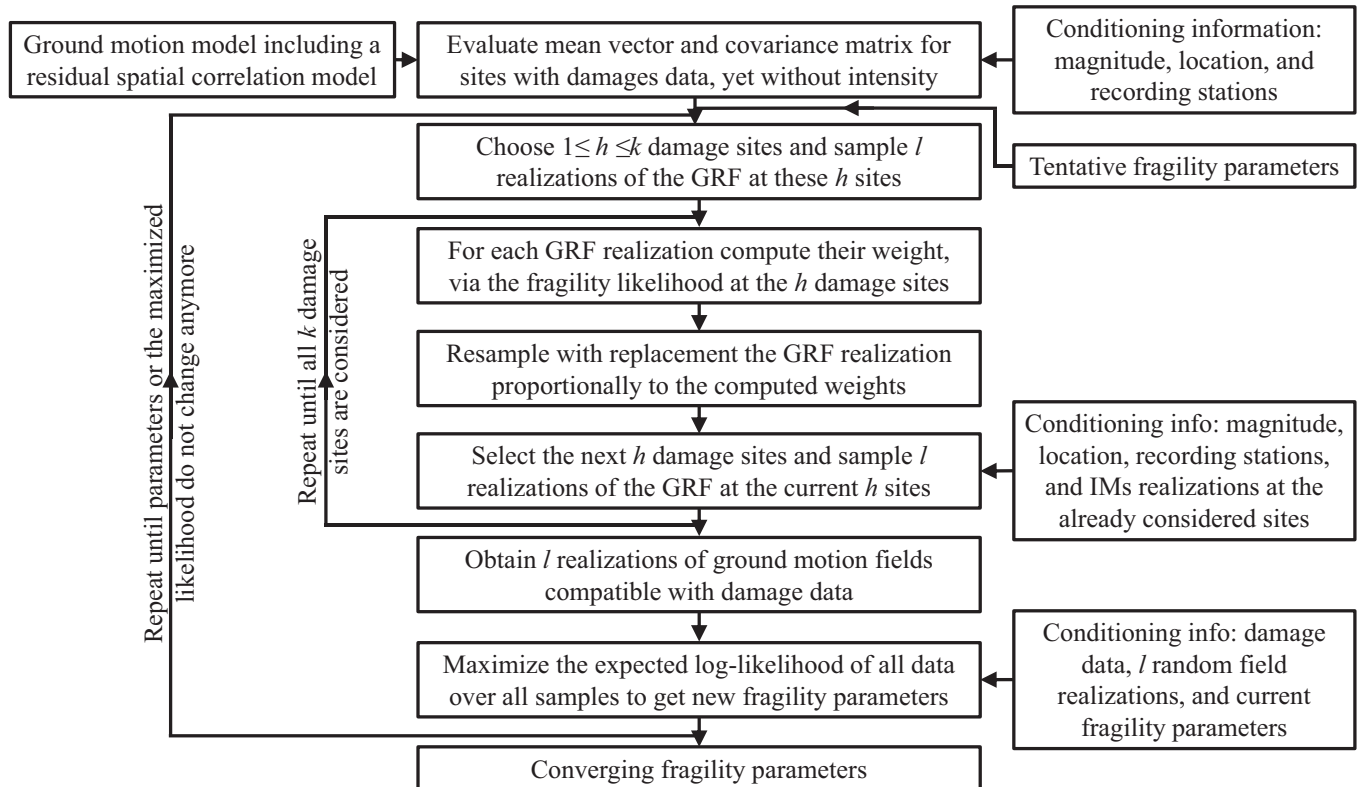 Ground motion model including a
residual spatial correlation model
Evaluate mean vector and covariance matrix for
sites with damages data, yet without intensity
Conditioning information:
magnitude, location, and
recording stations
Choose 1≤ h ≤k damage sites and sample l
realizations of the GRF at these h sites
Tentative fragility parameters
For each GRF realization compute their weight,
via the fragility likelihood at the h damage sites
Resample with replacement the GRF realization
proportionally to the computed weights
Select the next h damage sites and sample l
realizations of the GRF at the current h sites
Conditioning info: magnitude,
location, recording stations,
and IMs realizations at the
already considered sites
Repeat until all k damage
sites are considered
Repeat until parameters or the maximized
likelihood do not change anymore
Obtain l realizations of ground motion fields
compatible with damage data
Maximize the expected log-likelihood of all data
over all samples to get new fragility parameters
Conditioning info: damage
data, l random field
realizations, and current
fragility parameters
Converging fragility parameters